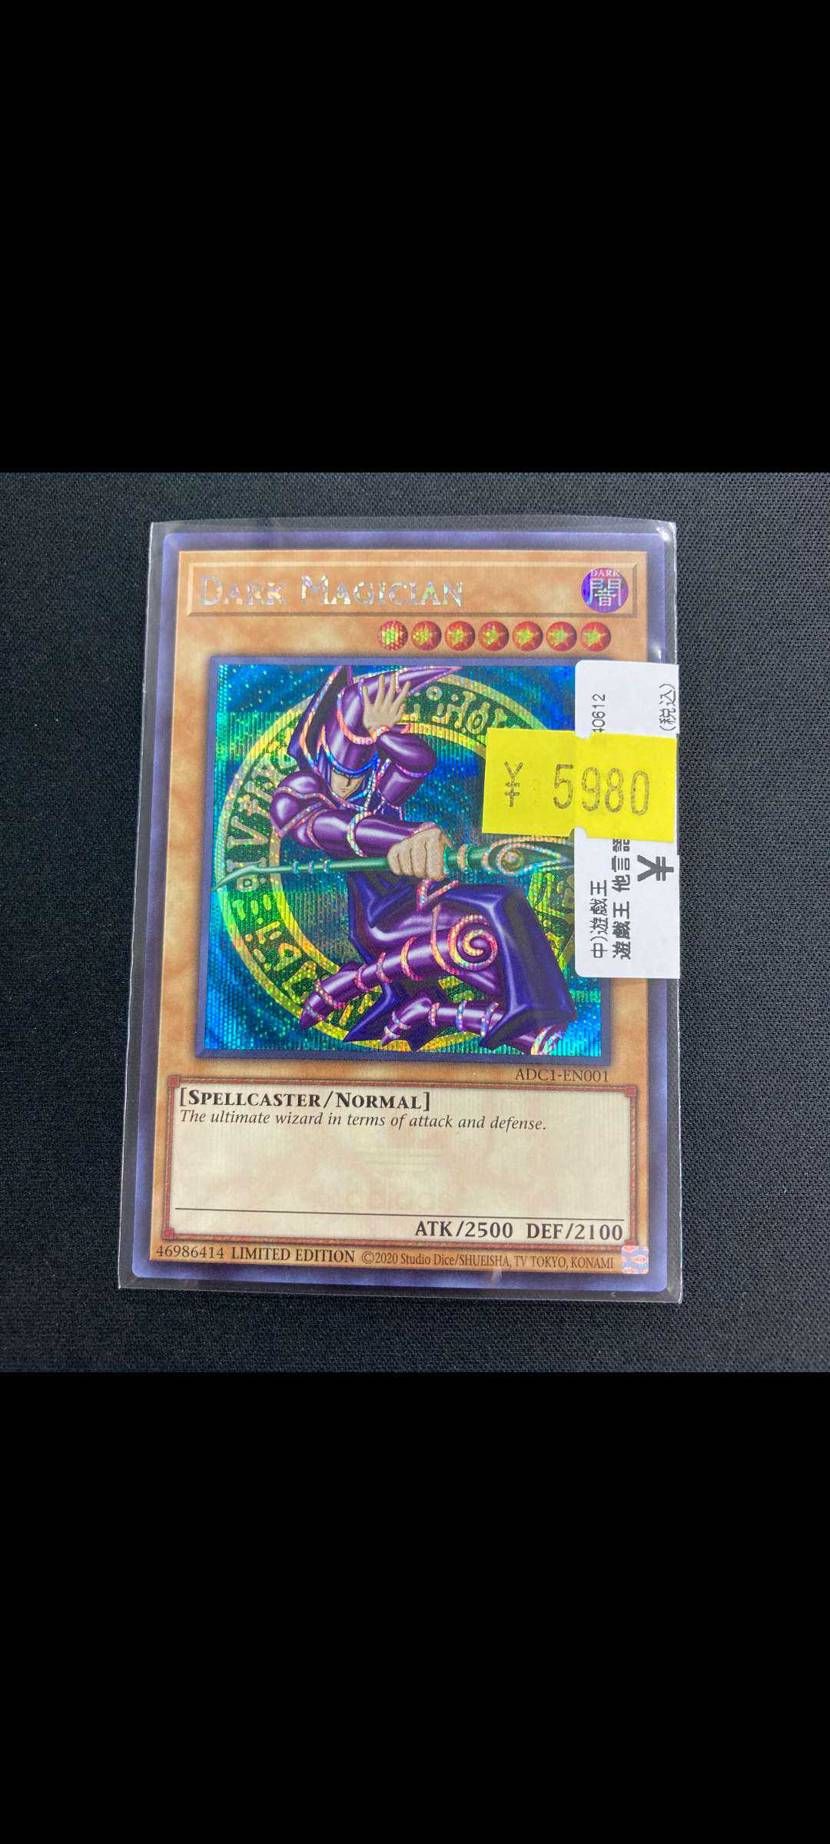 DARK MAGICIAN
DARK
闇
40612
(税込)
¥ 5980
中)遊戯王
遊戯王 他言語
ADC1-EN001
[SPELLCASTER/NORMAL]
The ultimate wizard in terms of attack and defense.
ATK/2500 DEF/2100
46986414 LIMITED EDITION ©2020 Studio Dice/SHUEISHA, TV TOKYO, KONAMI